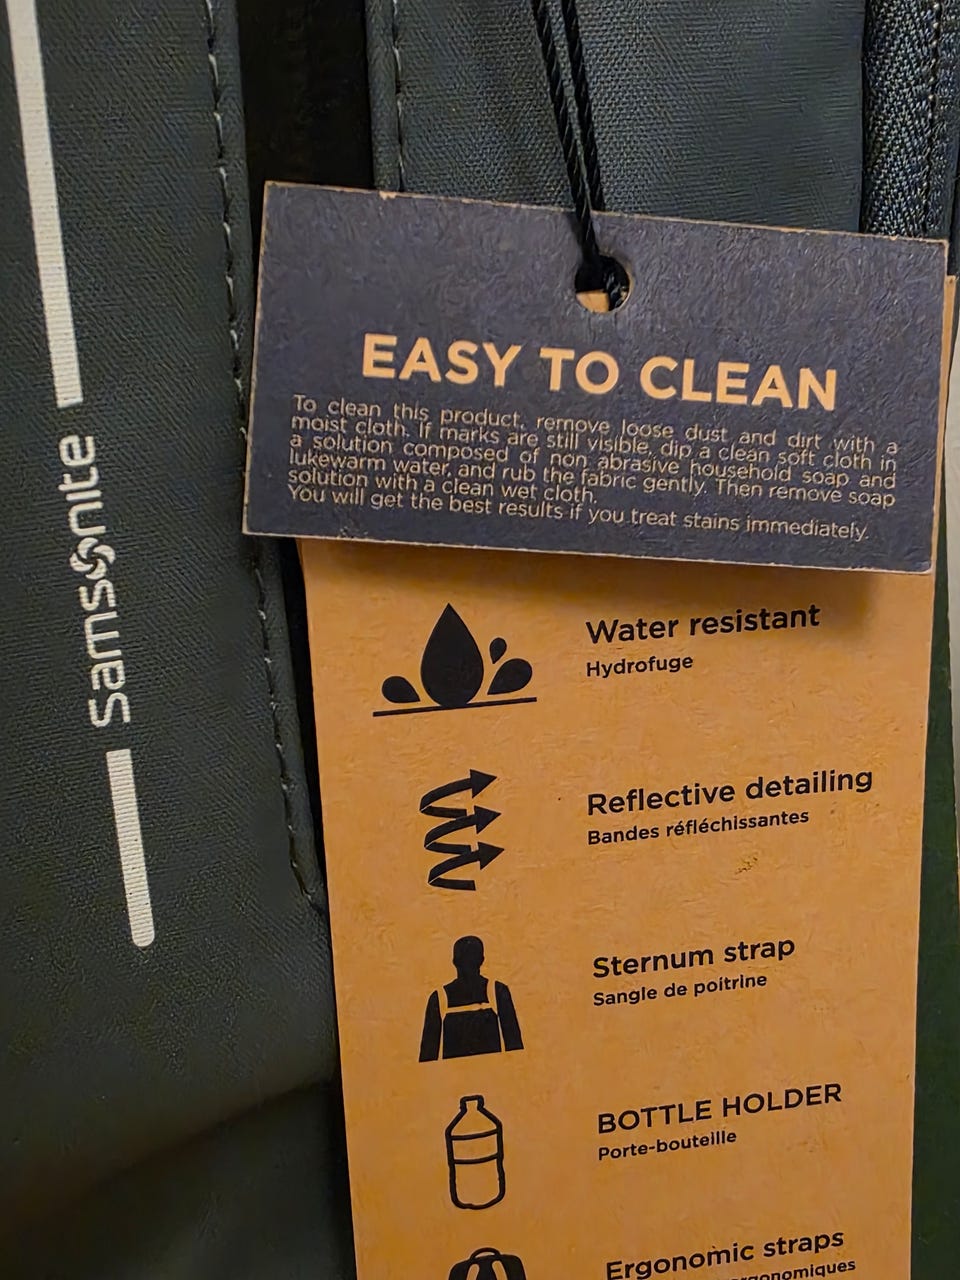 Samsonite
EASY TO CLEAN
To clean this product, remove loose dust and dirt with a
moist cloth. If marks are still visible, dip a clean soft cloth in
a solution composed of non abrasive household soap and
lukewarm water, and rub the fabric gently. Then remove soap
solution with a clean wet cloth.
You will get the best results if you treat stains immediately.
Water resistant
Hydrofuge
Reflective detailing
Bandes réfléchissantes
Sternum strap
Sangle de poitrine
BOTTLE HOLDER
Porte-bouteille
Ergonomic straps